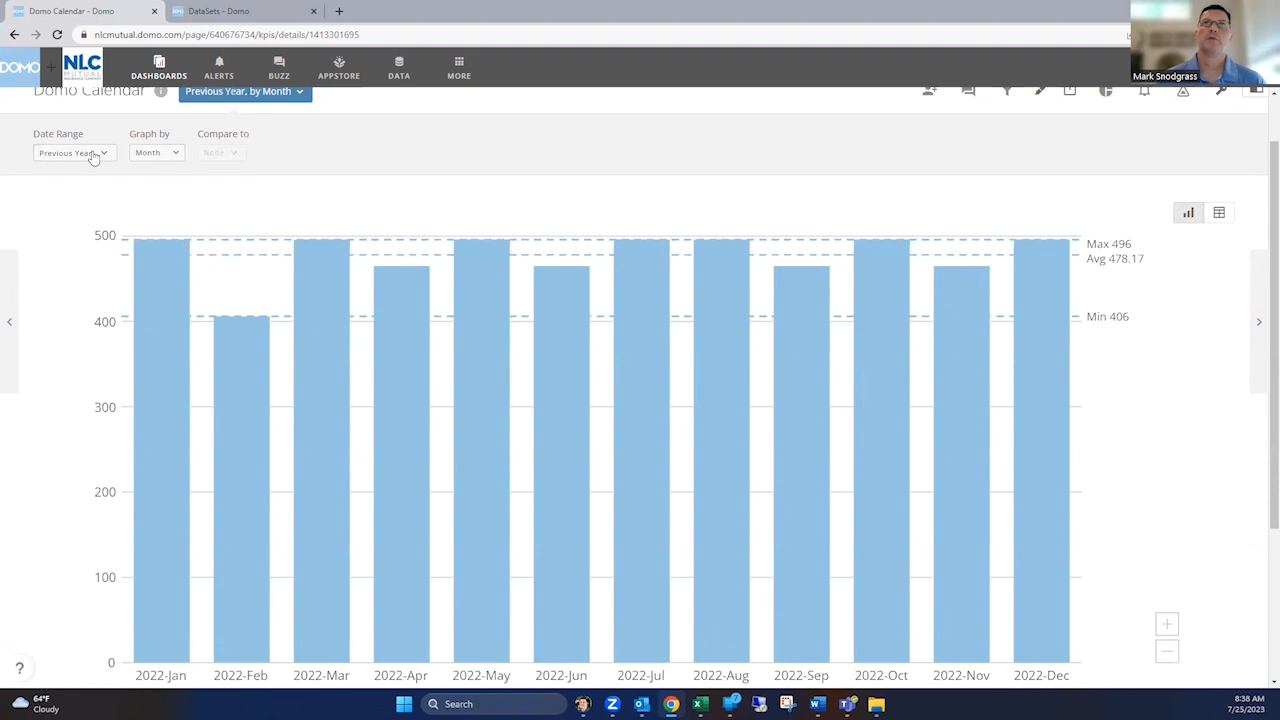 Domo Calendar - Domo
DataSets - Domo
nlcmutual.domo.com/page/640676734/kpis/details/1413301695
DOMO
NLC
MUTUAL
DASHBOARDS
ALERTS
BUZZ
APPSTORE
DATA
MORE
Mark Snodgrass
Domo Calendar
Previous Year, by Month
Date Range
Graph by
Compare to
Previous Year
Month
None
500
400
300
200
100
0
Max 496
Avg 478.17
Min 406
2022-Jan
2022-Feb
2022-Mar
2022-Apr
2022-May
2022-Jun
2022-Jul
2022-Aug
2022-Sep
2022-Oct
2022-Nov
2022-Dec
?
64°F
Cloudy
Search
7
8:38 AM
7/25/2023